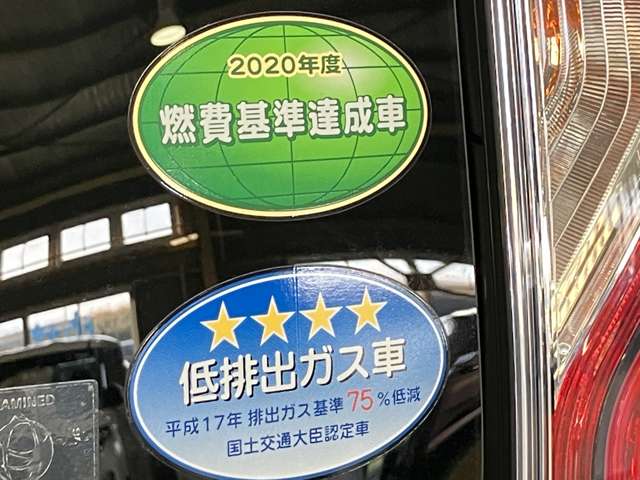 2020年度
燃費基準達成車
低排出ガス車
平成17年 排出ガス基準 75%低減
国土交通大臣認定車
AMINED